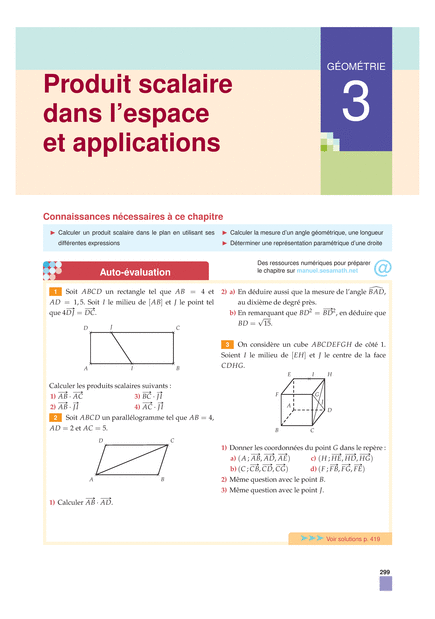 GÉOMÉTRIE
3
Produit scalaire
dans l'espace
et applications
Connaissances nécessaires à ce chapitre
▶ Calculer un produit scalaire dans le plan en utilisant ses
différentes expressions
▶ Calculer la mesure d'un angle géométrique, une longueur
▶ Déterminer une représentation paramétrique d'une droite
Auto-évaluation
Des ressources numériques pour préparer
le chapitre sur manuel.sesamath.net
@
1 Soit ABCD un rectangle tel que AB = 4 et
AD = 1,5. Soit I le milieu de [AB] et J le point tel
que 4\overrightarrow{DJ} = \overrightarrow{DC}.
D J C
A I B
Calculer les produits scalaires suivants :
1) \overrightarrow{AB} · \overrightarrow{AC} 3) \overrightarrow{BC} · \overrightarrow{JI}
2) \overrightarrow{AB} · \overrightarrow{JI} 4) \overrightarrow{AC} · \overrightarrow{JI}
2 Soit ABCD un parallélogramme tel que AB = 4,
AD = 2 et AC = 5.
D C
A B
1) Calculer \overrightarrow{AB} · \overrightarrow{AD}.
2) a) En déduire aussi que la mesure de l'angle \widehat{BAD},
au dixième de degré près.
b) En remarquant que BD² = \overrightarrow{BD}², en déduire que
BD = √15.
3 On considère un cube ABCDEFGH de côté 1.
Soient I le milieu de [EH] et J le centre de la face
CDHG.
E I H
F G
A J
D
B C
1) Donner les coordonnées du point G dans le repère :
a) (A ; \overrightarrow{AB}, \overrightarrow{AD}, \overrightarrow{AE}) c) (H ; \overrightarrow{HE}, \overrightarrow{HD}, \overrightarrow{HG})
b) (C ; \overrightarrow{CB}, \overrightarrow{CD}, \overrightarrow{CG}) d) (F ; \overrightarrow{FB}, \overrightarrow{FG}, \overrightarrow{FE})
2) Même question avec le point B.
3) Même question avec le point J.
➤➤➤ Voir solutions p. 419
299